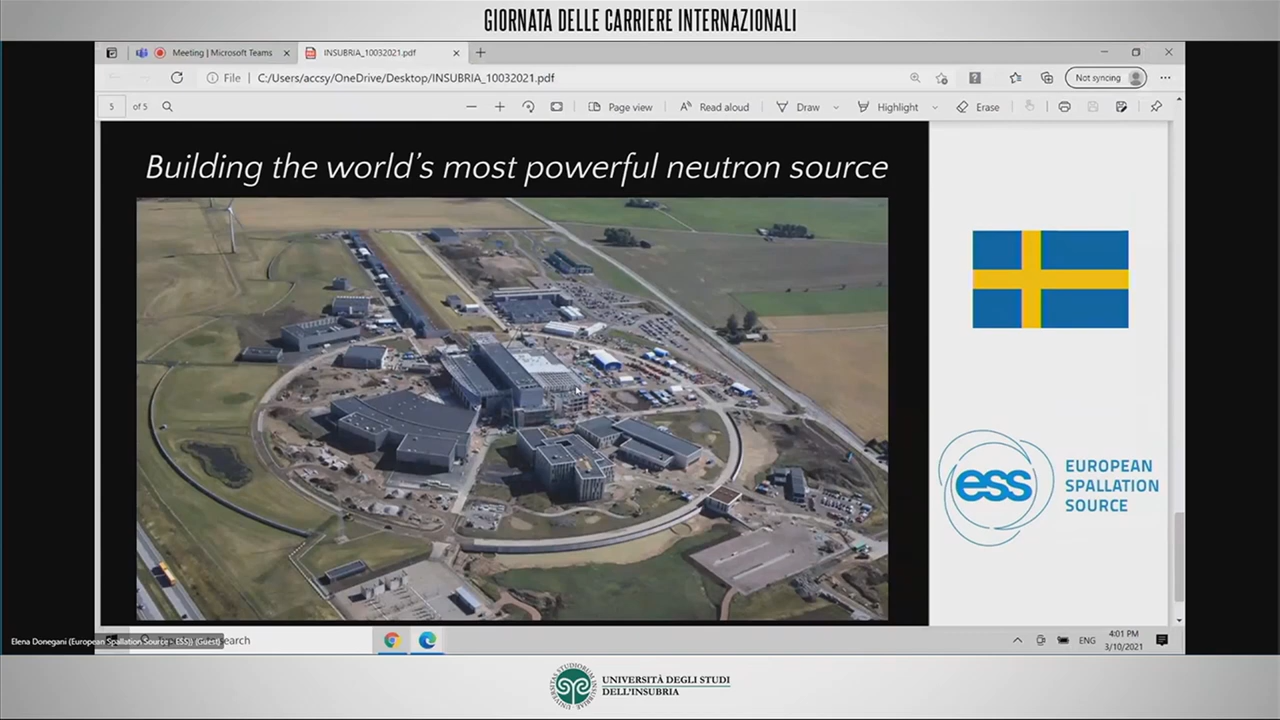 GIORNATA DELLE CARRIERE INTERNAZIONALI
Meeting | Microsoft Teams
INSUBRIA_10032021.pdf
File
C:/Users/accsy/OneDrive/Desktop/INSUBRIA_10032021.pdf
Not syncing
5 of 5
Page view
Read aloud
Draw
Highlight
Erase
Building the world's most powerful neutron source
ess
EUROPEAN
SPALLATION
SOURCE
Elena Donegani (European Spallation Source - ESS) (Guest)
ENG
4:01 PM
3/10/2021
UNIVERSITÀ DEGLI STUDI
DELL'INSUBRIA